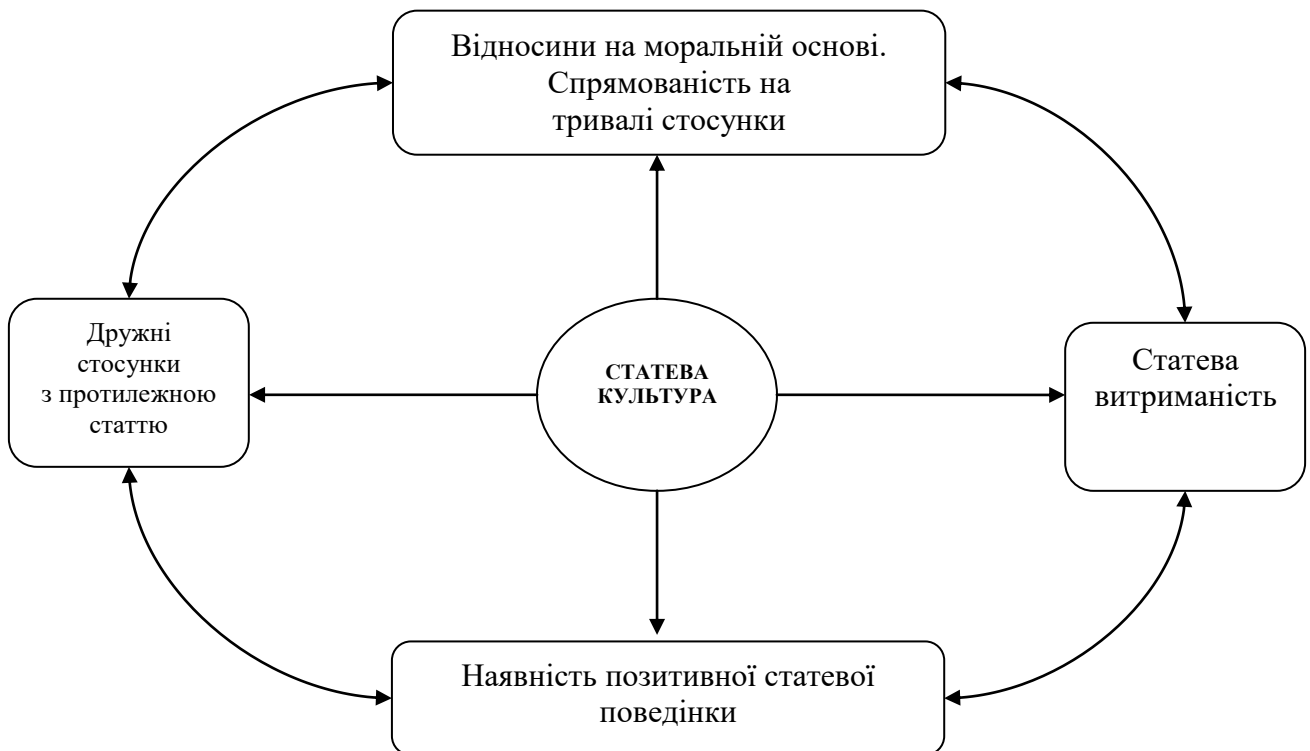 Відносини на моральній основі.
Спрямованість на
тривалі стосунки
Дружні
стосунки
з протилежною
статтю
СТАТЕВА
КУЛЬТУРА
Статева
витриманість
Наявність позитивної статевої
поведінки